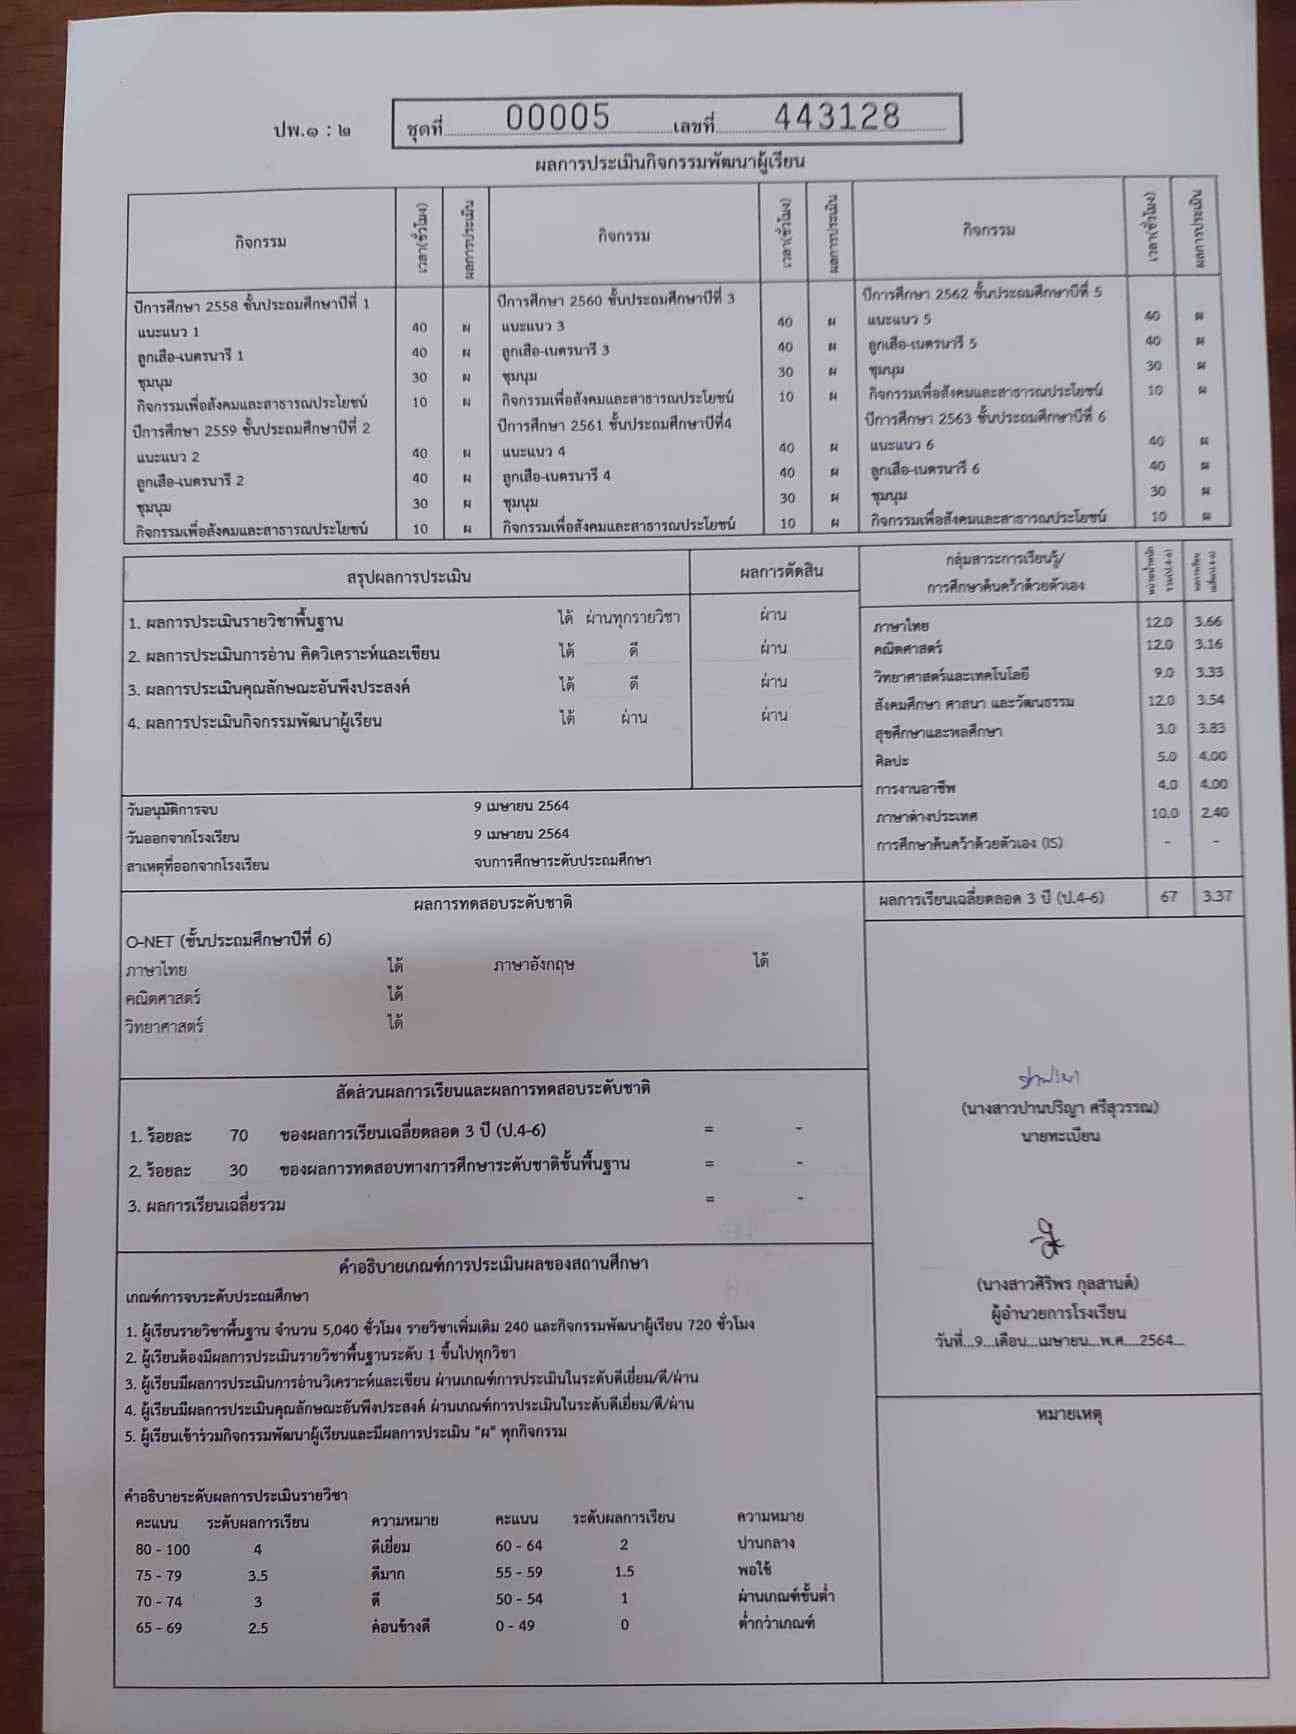 ปพ.๑ : ๒ ชุดที่ 00005 เลขที่ 443128
ผลการประเมินกิจกรรมพัฒนาผู้เรียน
กิจกรรม เวลา(ชั่วโมง) ผลการประเมิน กิจกรรม เวลา(ชั่วโมง) ผลการประเมิน กิจกรรม เวลา(ชั่วโมง) ผลการประเมิน
ปีการศึกษา 2558 ชั้นประถมศึกษาปีที่ 1 ปีการศึกษา 2560 ชั้นประถมศึกษาปีที่ 3 ปีการศึกษา 2562 ชั้นประถมศึกษาปีที่ 5
แนะแนว 1 40 ผ แนะแนว 3 40 ผ แนะแนว 5 40 ผ
ลูกเสือ-เนตรนารี 1 40 ผ ลูกเสือ-เนตรนารี 3 40 ผ ลูกเสือ-เนตรนารี 5 40 ผ
ชุมนุม 30 ผ ชุมนุม 30 ผ ชุมนุม 30 ผ
กิจกรรมเพื่อสังคมและสาธารณประโยชน์ 10 ผ กิจกรรมเพื่อสังคมและสาธารณประโยชน์ 10 ผ กิจกรรมเพื่อสังคมและสาธารณประโยชน์ 10 ผ
ปีการศึกษา 2559 ชั้นประถมศึกษาปีที่ 2 ปีการศึกษา 2561 ชั้นประถมศึกษาปีที่4 ปีการศึกษา 2563 ชั้นประถมศึกษาปีที่ 6
แนะแนว 2 40 ผ แนะแนว 4 40 ผ แนะแนว 6 40 ผ
ลูกเสือ-เนตรนารี 2 40 ผ ลูกเสือ-เนตรนารี 4 40 ผ ลูกเสือ-เนตรนารี 6 40 ผ
ชุมนุม 30 ผ ชุมนุม 30 ผ ชุมนุม 30 ผ
กิจกรรมเพื่อสังคมและสาธารณประโยชน์ 10 ผ กิจกรรมเพื่อสังคมและสาธารณประโยชน์ 10 ผ กิจกรรมเพื่อสังคมและสาธารณประโยชน์ 10 ผ
สรุปผลการประเมิน ผลการตัดสิน
1. ผลการประเมินรายวิชาพื้นฐาน ได้ ผ่านทุกรายวิชา ผ่าน
2. ผลการประเมินการอ่าน คิดวิเคราะห์และเขียน ได้ ดี ผ่าน
3. ผลการประเมินคุณลักษณะอันพึงประสงค์ ได้ ดี ผ่าน
4. ผลการประเมินกิจกรรมพัฒนาผู้เรียน ได้ ผ่าน ผ่าน
วันอนุมัติการจบ 9 เมษายน 2564
วันออกจากโรงเรียน 9 เมษายน 2564
สาเหตุที่ออกจากโรงเรียน จบการศึกษาระดับประถมศึกษา
กลุ่มสาระการเรียนรู้/
การศึกษาค้นคว้าด้วยตัวเอง
ภาษาไทย 12.0 3.66
คณิตศาสตร์ 12.0 3.16
วิทยาศาสตร์และเทคโนโลยี 9.0 3.33
สังคมศึกษา ศาสนา และวัฒนธรรม 12.0 3.54
สุขศึกษาและพลศึกษา 3.0 3.83
ศิลปะ 5.0 4.00
การงานอาชีพ 4.0 4.00
ภาษาต่างประเทศ 10.0 2.40
การศึกษาค้นคว้าด้วยตัวเอง (IS) - -
ผลการเรียนเฉลี่ยตลอด 3 ปี (ป.4-6) 67 3.37
ผลการทดสอบระดับชาติ
O-NET (ชั้นประถมศึกษาปีที่ 6)
ภาษาไทย ได้ ภาษาอังกฤษ ได้
คณิตศาสตร์ ได้
วิทยาศาสตร์ ได้
สัดส่วนผลการเรียนและผลการทดสอบระดับชาติ
1. ร้อยละ 70 ของผลการเรียนเฉลี่ยตลอด 3 ปี (ป.4-6) = -
2. ร้อยละ 30 ของผลการทดสอบทางการศึกษาระดับชาติขั้นพื้นฐาน = -
3. ผลการเรียนเฉลี่ยรวม = -
(นางสาวปานปริญา ศรีสุวรรณ)
นายทะเบียน
(นางสาวศิริพร กุลสานต์)
ผู้อำนวยการโรงเรียน
วันที่...9...เดือน...เมษายน...พ.ศ....2564...
หมายเหตุ
คำอธิบายเกณฑ์การประเมินผลของสถานศึกษา
เกณฑ์การจบระดับประถมศึกษา
1. ผู้เรียนรายวิชาพื้นฐาน จำนวน 5,040 ชั่วโมง รายวิชาเพิ่มเติม 240 และกิจกรรมพัฒนาผู้เรียน 720 ชั่วโมง
2. ผู้เรียนต้องมีผลการประเมินรายวิชาพื้นฐานระดับ 1 ขึ้นไปทุกวิชา
3. ผู้เรียนมีผลการประเมินการอ่านวิเคราะห์และเขียน ผ่านเกณฑ์การประเมินในระดับดีเยี่ยม/ดี/ผ่าน
4. ผู้เรียนมีผลการประเมินคุณลักษณะอันพึงประสงค์ ผ่านเกณฑ์การประเมินในระดับดีเยี่ยม/ดี/ผ่าน
5. ผู้เรียนเข้าร่วมกิจกรรมพัฒนาผู้เรียนและมีผลการประเมิน "ผ" ทุกกิจกรรม
คำอธิบายระดับผลการประเมินรายวิชา
คะแนน ระดับผลการเรียน ความหมาย คะแนน ระดับผลการเรียน ความหมาย
80 - 100 4 ดีเยี่ยม 60 - 64 2 ปานกลาง
75 - 79 3.5 ดีมาก 55 - 59 1.5 พอใช้
70 - 74 3 ดี 50 - 54 1 ผ่านเกณฑ์ขั้นต่ำ
65 - 69 2.5 ค่อนข้างดี 0 - 49 0 ต่ำกว่าเกณฑ์